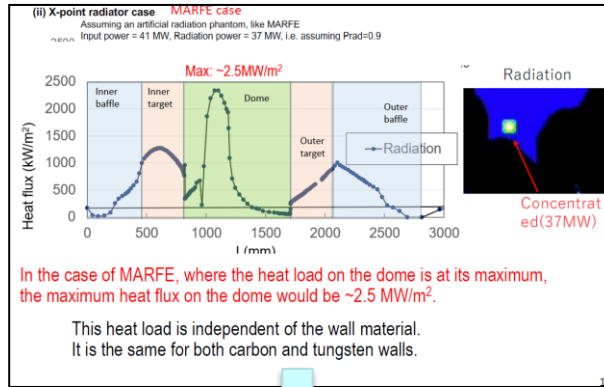 (ii) X-point radiator case MARFE case
Assuming an artificial radiation phantom, like MARFE
Input power = 41 MW, Radiation power = 37 MW, i.e. assuming Prad=0.9
Max: ~2.5MW/m²
Radiation
2500
2000
1500
1000
500
0
Heat flux (kW/m²)
Inner baffle
Inner target
Dome
Outer target
Outer baffle
Radiation
0
500
1000
1500
2000
2500
3000
(mm)
Concentrat
ed(37MW)
In the case of MARFE, where the heat load on the dome is at its maximum,
the maximum heat flux on the dome would be ~2.5 MW/m².
This heat load is independent of the wall material.
It is the same for both carbon and tungsten walls.